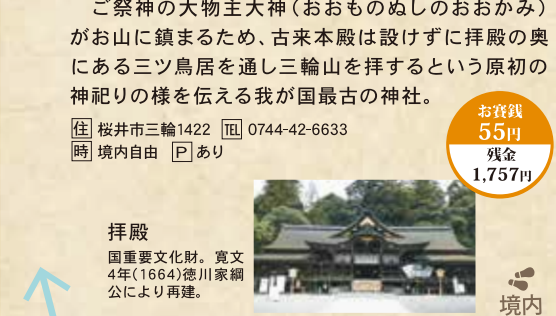 ご祭神の大物主大神（おおものぬしのおおかみ）
がお山に鎮まるため、古来本殿は設けずに拝殿の奥
にある三ツ鳥居を通し三輪山を拝するという原初の
神祀りの様を伝える我が国最古の神社。
住 桜井市三輪1422 TEL 0744-42-6633
時 境内自由 P あり
お賽銭
55円
残金
1,757円
拝殿
国重要文化財。寛文
4年(1664)徳川家綱
公により再建。
境内